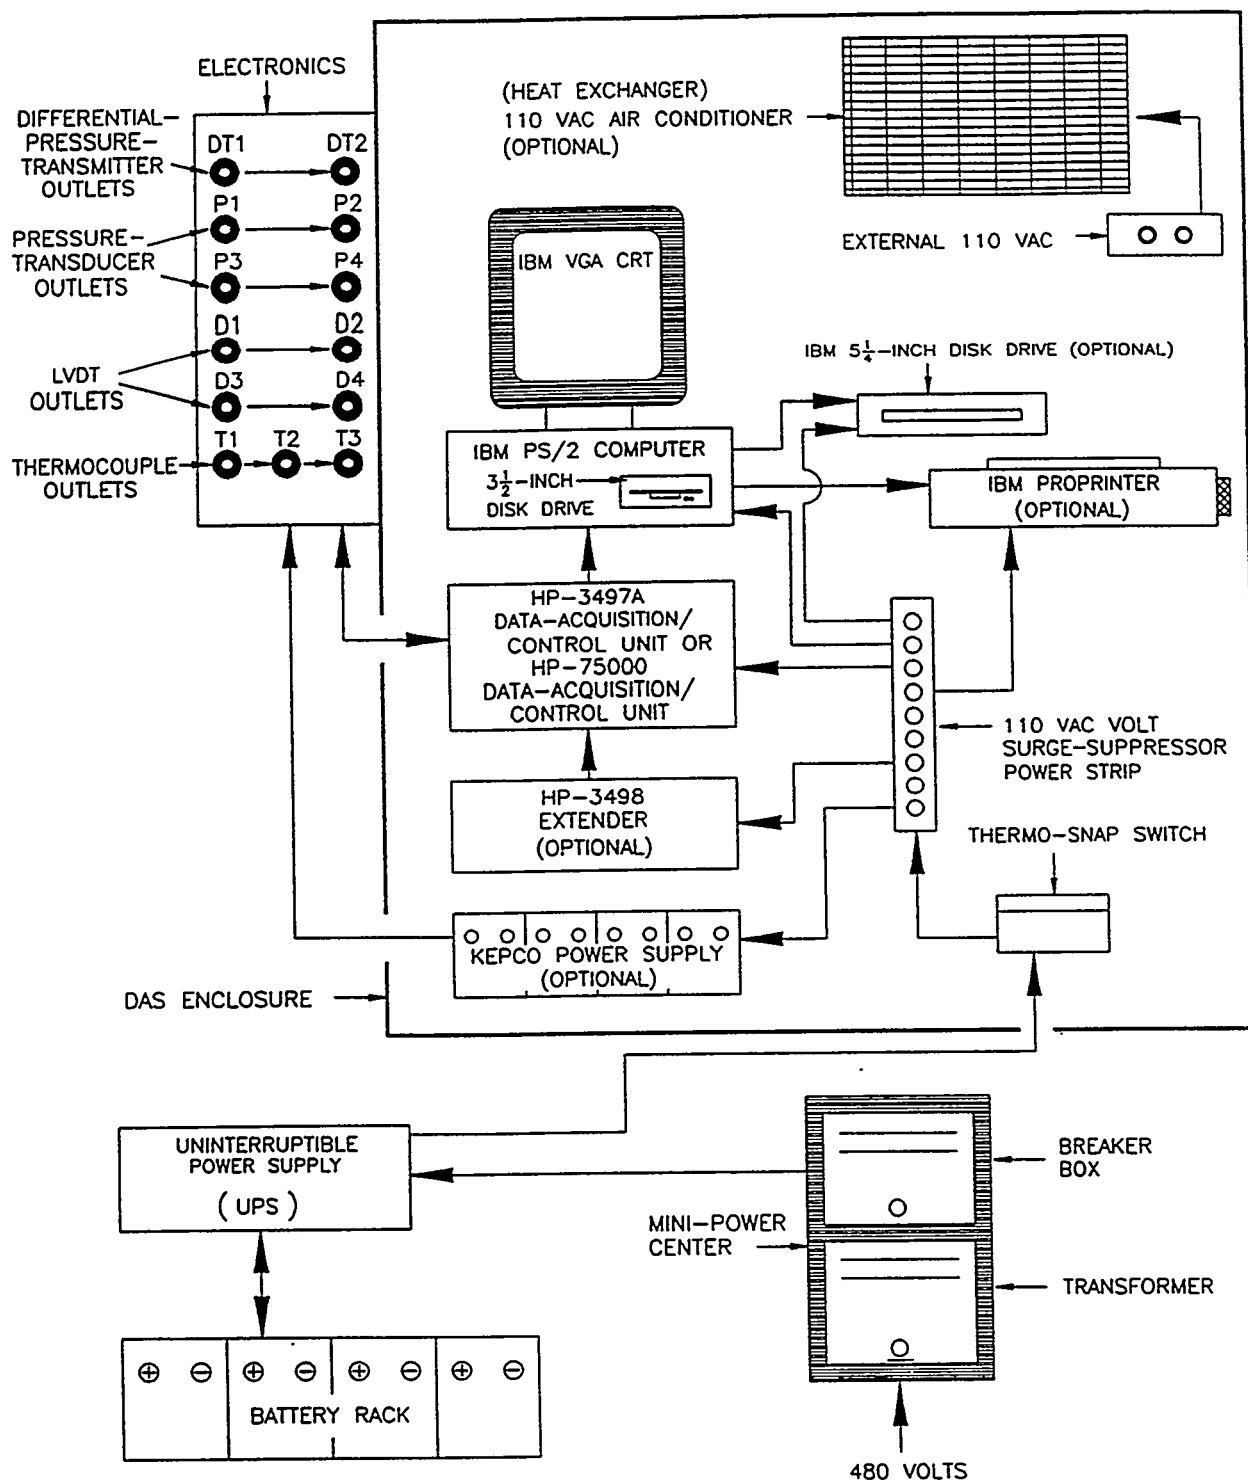 ELECTRONICS
DIFFERENTIAL-
PRESSURE-
TRANSMITTER
OUTLETS
DT1 DT2
P1 P2
PRESSURE-
TRANSDUCER
OUTLETS
P3 P4
D1 D2
LVDT
OUTLETS
D3 D4
T1 T2 T3
THERMOCOUPLE
OUTLETS
(HEAT EXCHANGER)
110 VAC AIR CONDITIONER
(OPTIONAL)
EXTERNAL 110 VAC
IBM VGA CRT
IBM 5 1/4-INCH DISK DRIVE (OPTIONAL)
IBM PS/2 COMPUTER
3 1/2-INCH
DISK DRIVE
IBM PROPRINTER
(OPTIONAL)
HP-3497A
DATA-ACQUISITION/
CONTROL UNIT OR
HP-75000
DATA-ACQUISITION/
CONTROL UNIT
110 VAC VOLT
SURGE-SUPPRESSOR
POWER STRIP
HP-3498
EXTENDER
(OPTIONAL)
THERMO-SNAP SWITCH
KEPCO POWER SUPPLY
(OPTIONAL)
DAS ENCLOSURE
UNINTERRUPTIBLE
POWER SUPPLY
(UPS)
BREAKER
BOX
MINI-POWER
CENTER
TRANSFORMER
BATTERY RACK
480 VOLTS